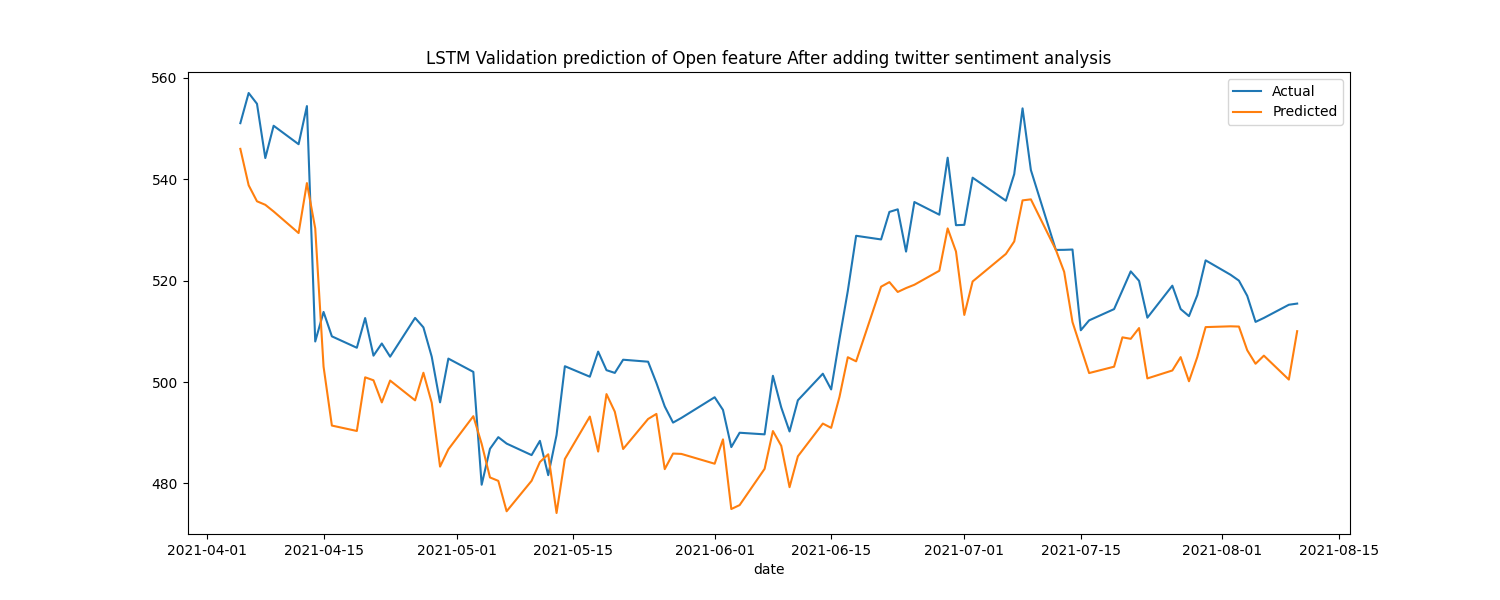 LSTM Validation prediction of Open feature After adding twitter sentiment analysis
Actual
Predicted
560
540
520
500
480
2021-04-01 2021-04-15 2021-05-01 2021-05-15 2021-06-01 2021-06-15 2021-07-01 2021-07-15 2021-08-01 2021-08-15
date